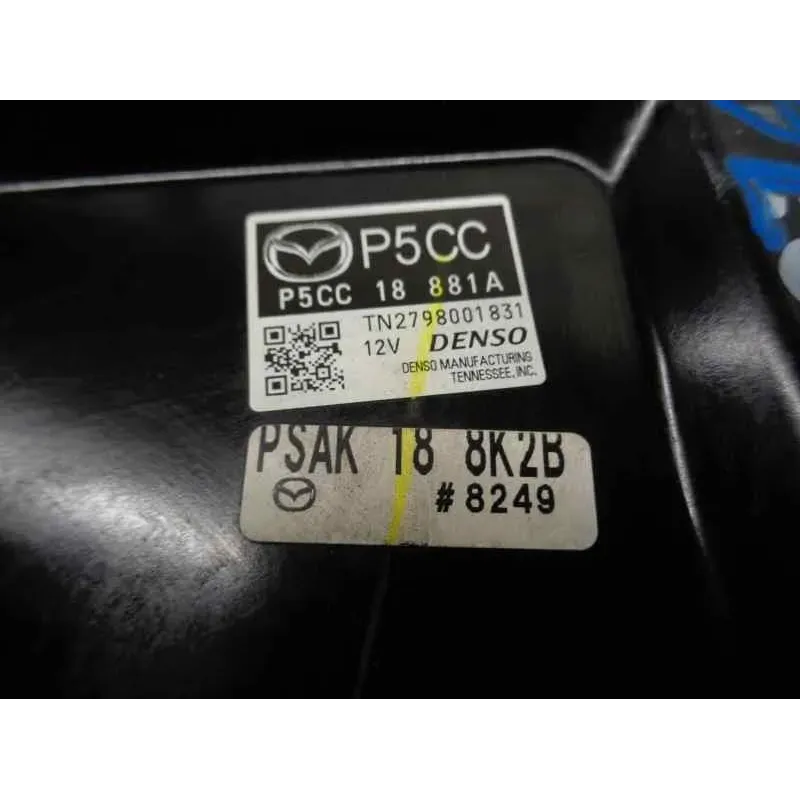 P5CC
P5CC 18 881A
TN2798001831
12V DENSO
DENSO MANUFACTURING
TENNESSEE, INC.
PSAK 18 8K2B
#8249